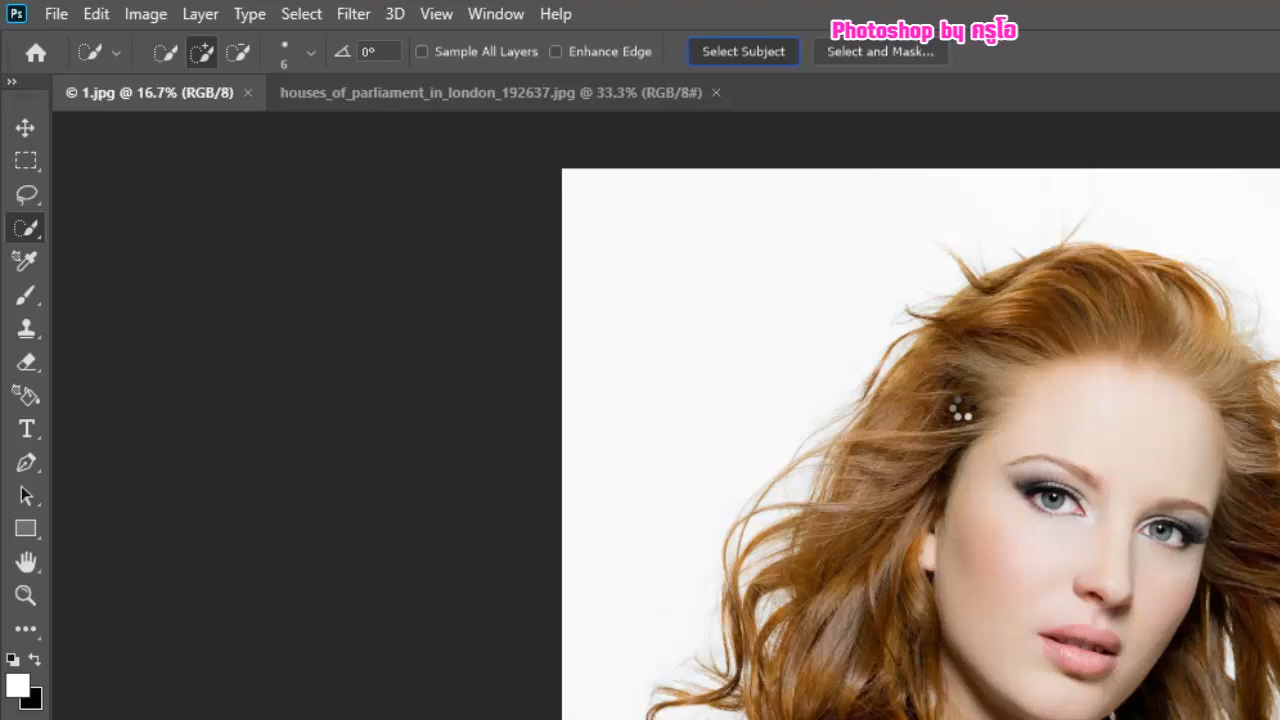 Ps File Edit Image Layer Type Select Filter 3D View Window Help
Photoshop by ครูโอ
6 0° Sample All Layers Enhance Edge Select Subject Select and Mask...
© 1.jpg @ 16.7% (RGB/8) × houses_of_parliament_in_london_192637.jpg @ 33.3% (RGB/8#) ×
T